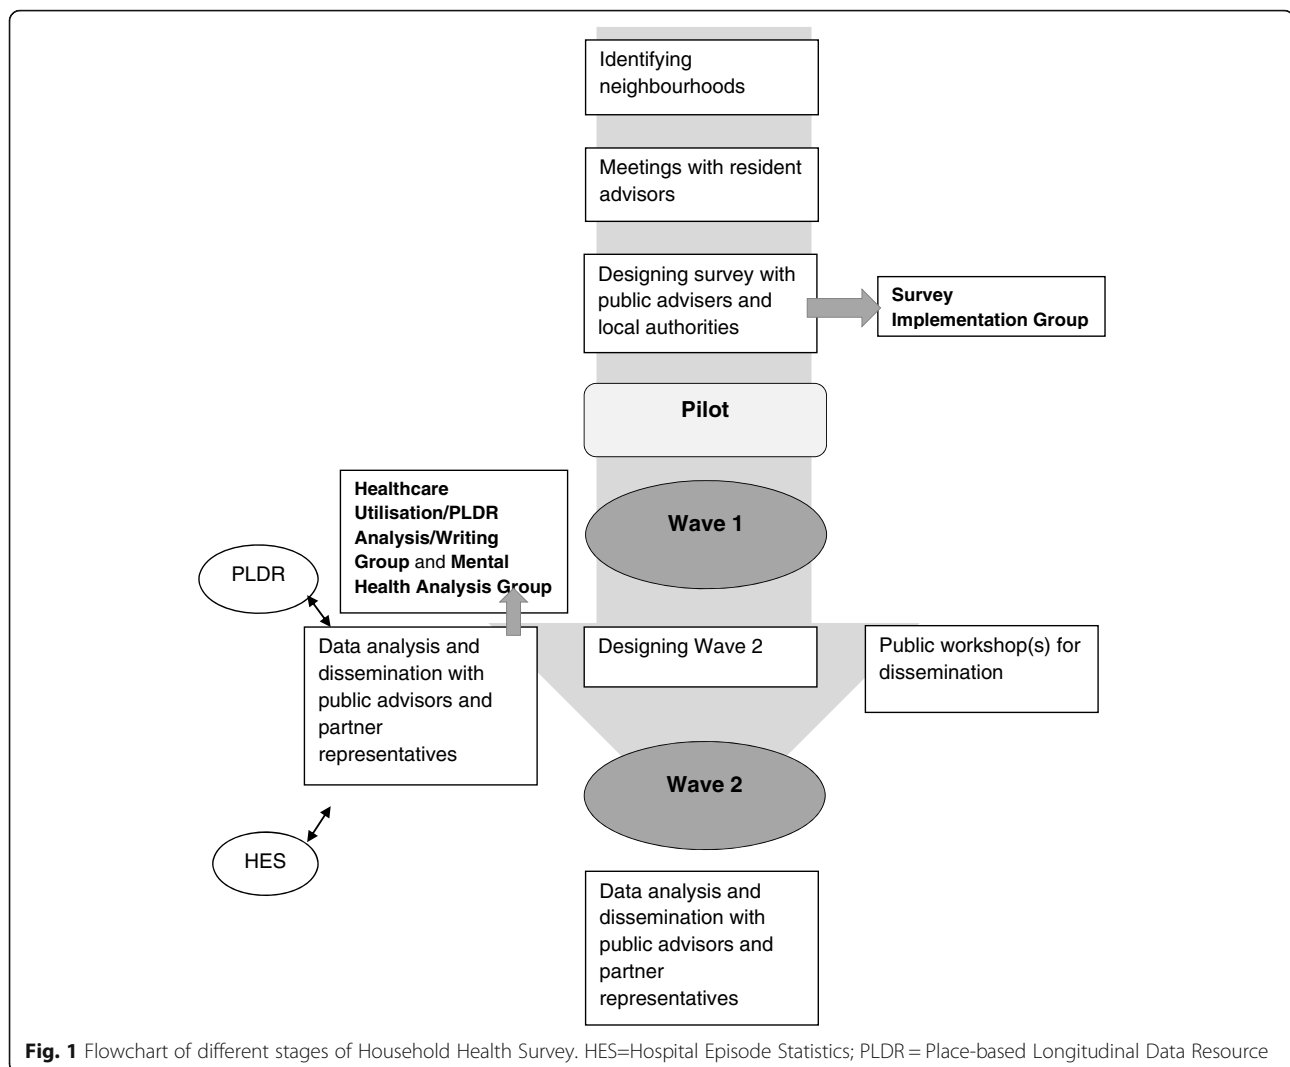 Identifying
neighbourhoods
Meetings with resident
advisors
Designing survey with
public advisers and
local authorities
Survey
Implementation Group
Pilot
Healthcare
Utilisation/PLDR
Analysis/Writing
Group and Mental
Health Analysis Group
Wave 1
PLDR
Data analysis and
dissemination with
public advisors and
partner
representatives
Designing Wave 2
Public workshop(s) for
dissemination
Wave 2
HES
Data analysis and
dissemination with
public advisors and
partner
representatives
Fig. 1 Flowchart of different stages of Household Health Survey. HES=Hospital Episode Statistics; PLDR = Place-based Longitudinal Data Resource